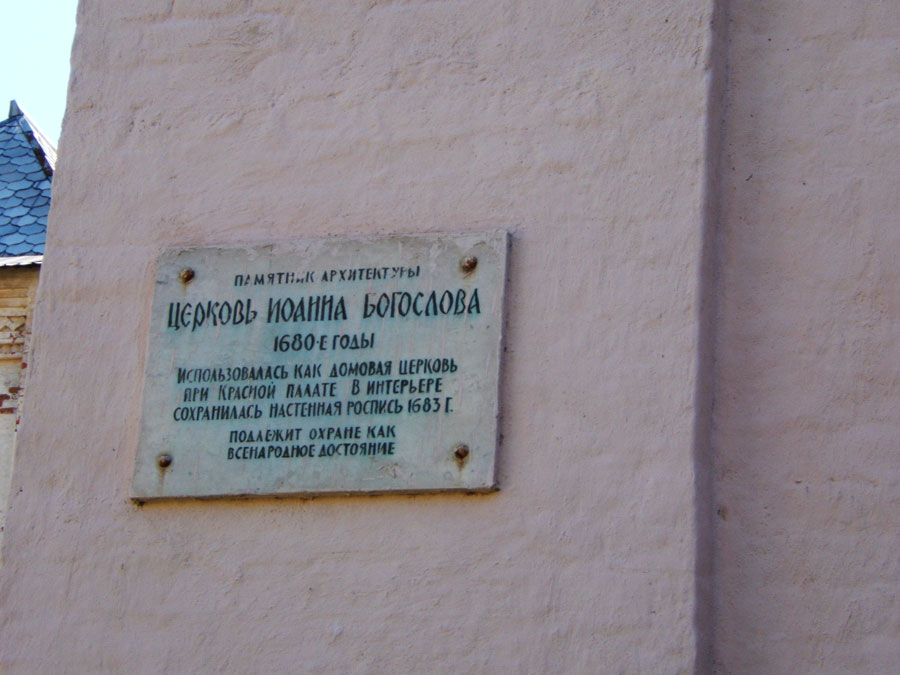 ПАМЯТНИК АРХИТЕКТУРЫ
ЦЕРКОВЬ ИОАННА БОГОСЛОВА
1680-Е ГОДЫ
ИСПОЛЬЗОВАЛАСЬ КАК ДОМОВАЯ ЦЕРКОВЬ
ПРИ КРАСНОЙ ПАЛАТЕ В ИНТЕРЬЕРЕ
СОХРАНИЛАСЬ НАСТЕННАЯ РОСПИСЬ 1683 Г.
ПОДЛЕЖИТ ОХРАНЕ КАК
ВСЕНАРОДНОЕ ДОСТОЯНИЕ